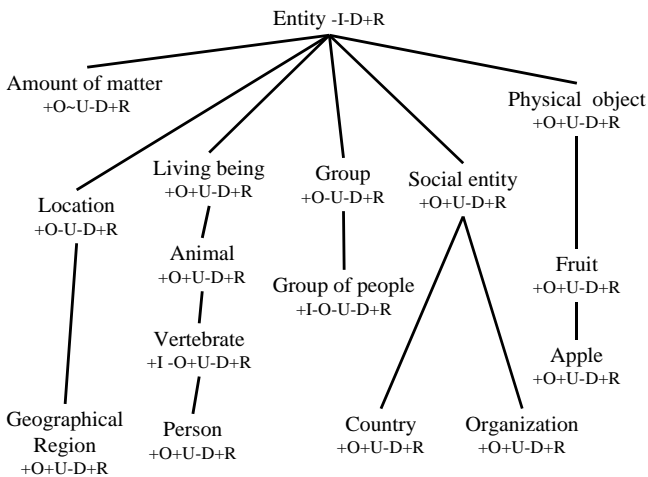 Entity -I-D+R
Amount of matter
+O~U-D+R
Physical object
+O+U-D+R
Living being
+O+U-D+R
Group
+O-U-D+R
Social entity
+O+U-D+R
Location
+O-U-D+R
Animal
+O+U-D+R
Fruit
+O+U-D+R
Group of people
+I-O-U-D+R
Vertebrate
+I -O+U-D+R
Apple
+O+U-D+R
Geographical
Region
+O+U-D+R
Person
+O+U-D+R
Country
+O+U-D+R
Organization
+O+U-D+R